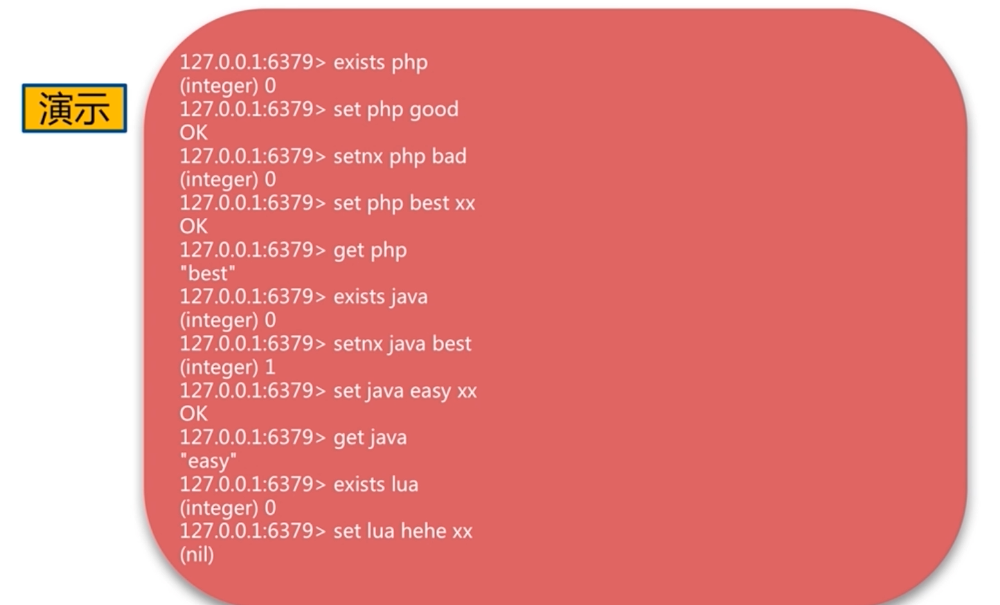 演示
127.0.0.1:6379> exists php
(integer) 0
127.0.0.1:6379> set php good
OK
127.0.0.1:6379> setnx php bad
(integer) 0
127.0.0.1:6379> set php best xx
OK
127.0.0.1:6379> get php
"best"
127.0.0.1:6379> exists java
(integer) 0
127.0.0.1:6379> setnx java best
(integer) 1
127.0.0.1:6379> set java easy xx
OK
127.0.0.1:6379> get java
"easy"
127.0.0.1:6379> exists lua
(integer) 0
127.0.0.1:6379> set lua hehe xx
(nil)